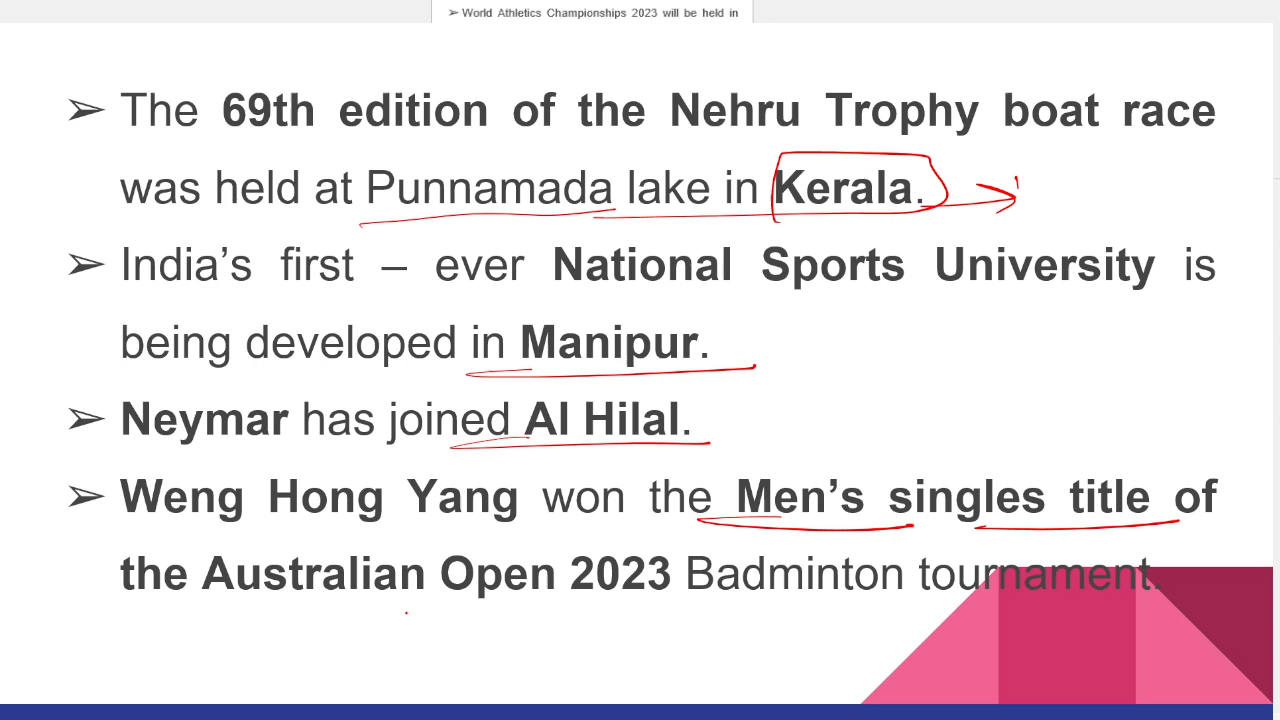 ➢ World Athletics Championships 2023 will be held in
➢ The 69th edition of the Nehru Trophy boat race
was held at Punnamada lake in Kerala.
➢ India’s first – ever National Sports University is
being developed in Manipur.
➢ Neymar has joined Al Hilal.
➢ Weng Hong Yang won the Men’s singles title of
the Australian Open 2023 Badminton tournament.